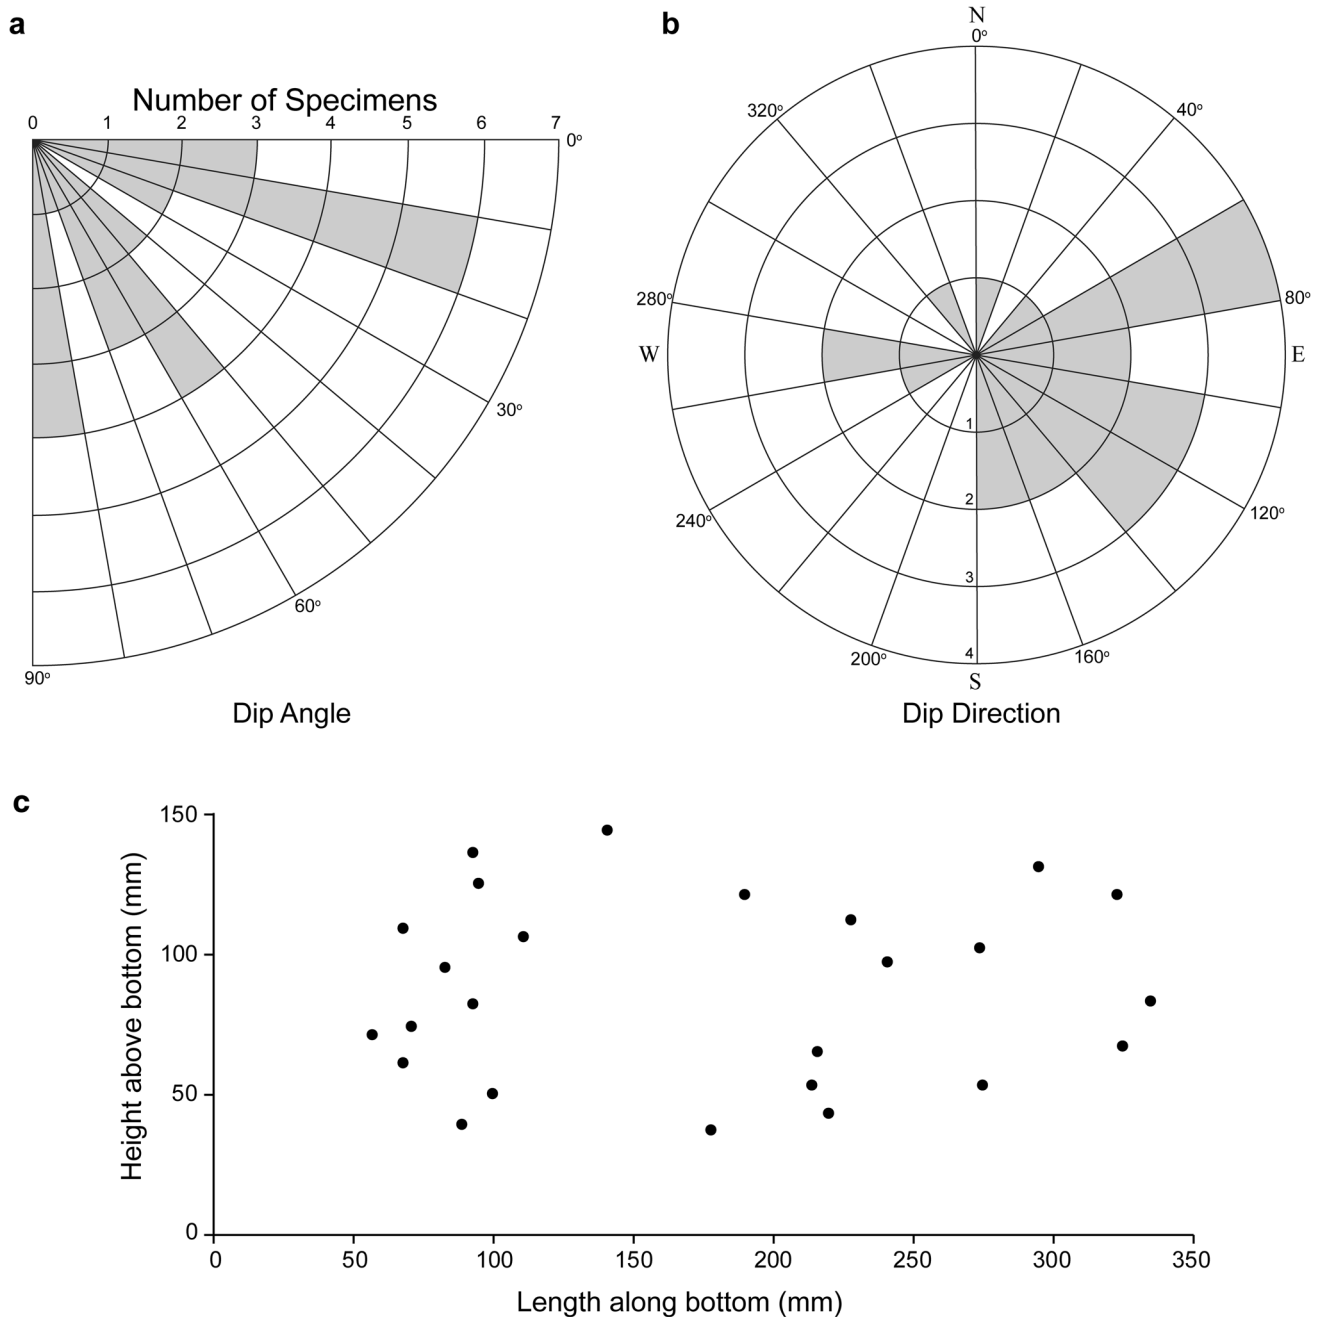 a
Number of Specimens
0 1 2 3 4 5 6 7
0°
30°
60°
90°
Dip Angle
b
N
0°
320°
40°
280°
80°
W
E
1
2
240°
120°
3
4
200°
160°
S
Dip Direction
c
150
100
50
0
Height above bottom (mm)
0 50 100 150 200 250 300 350
Length along bottom (mm)